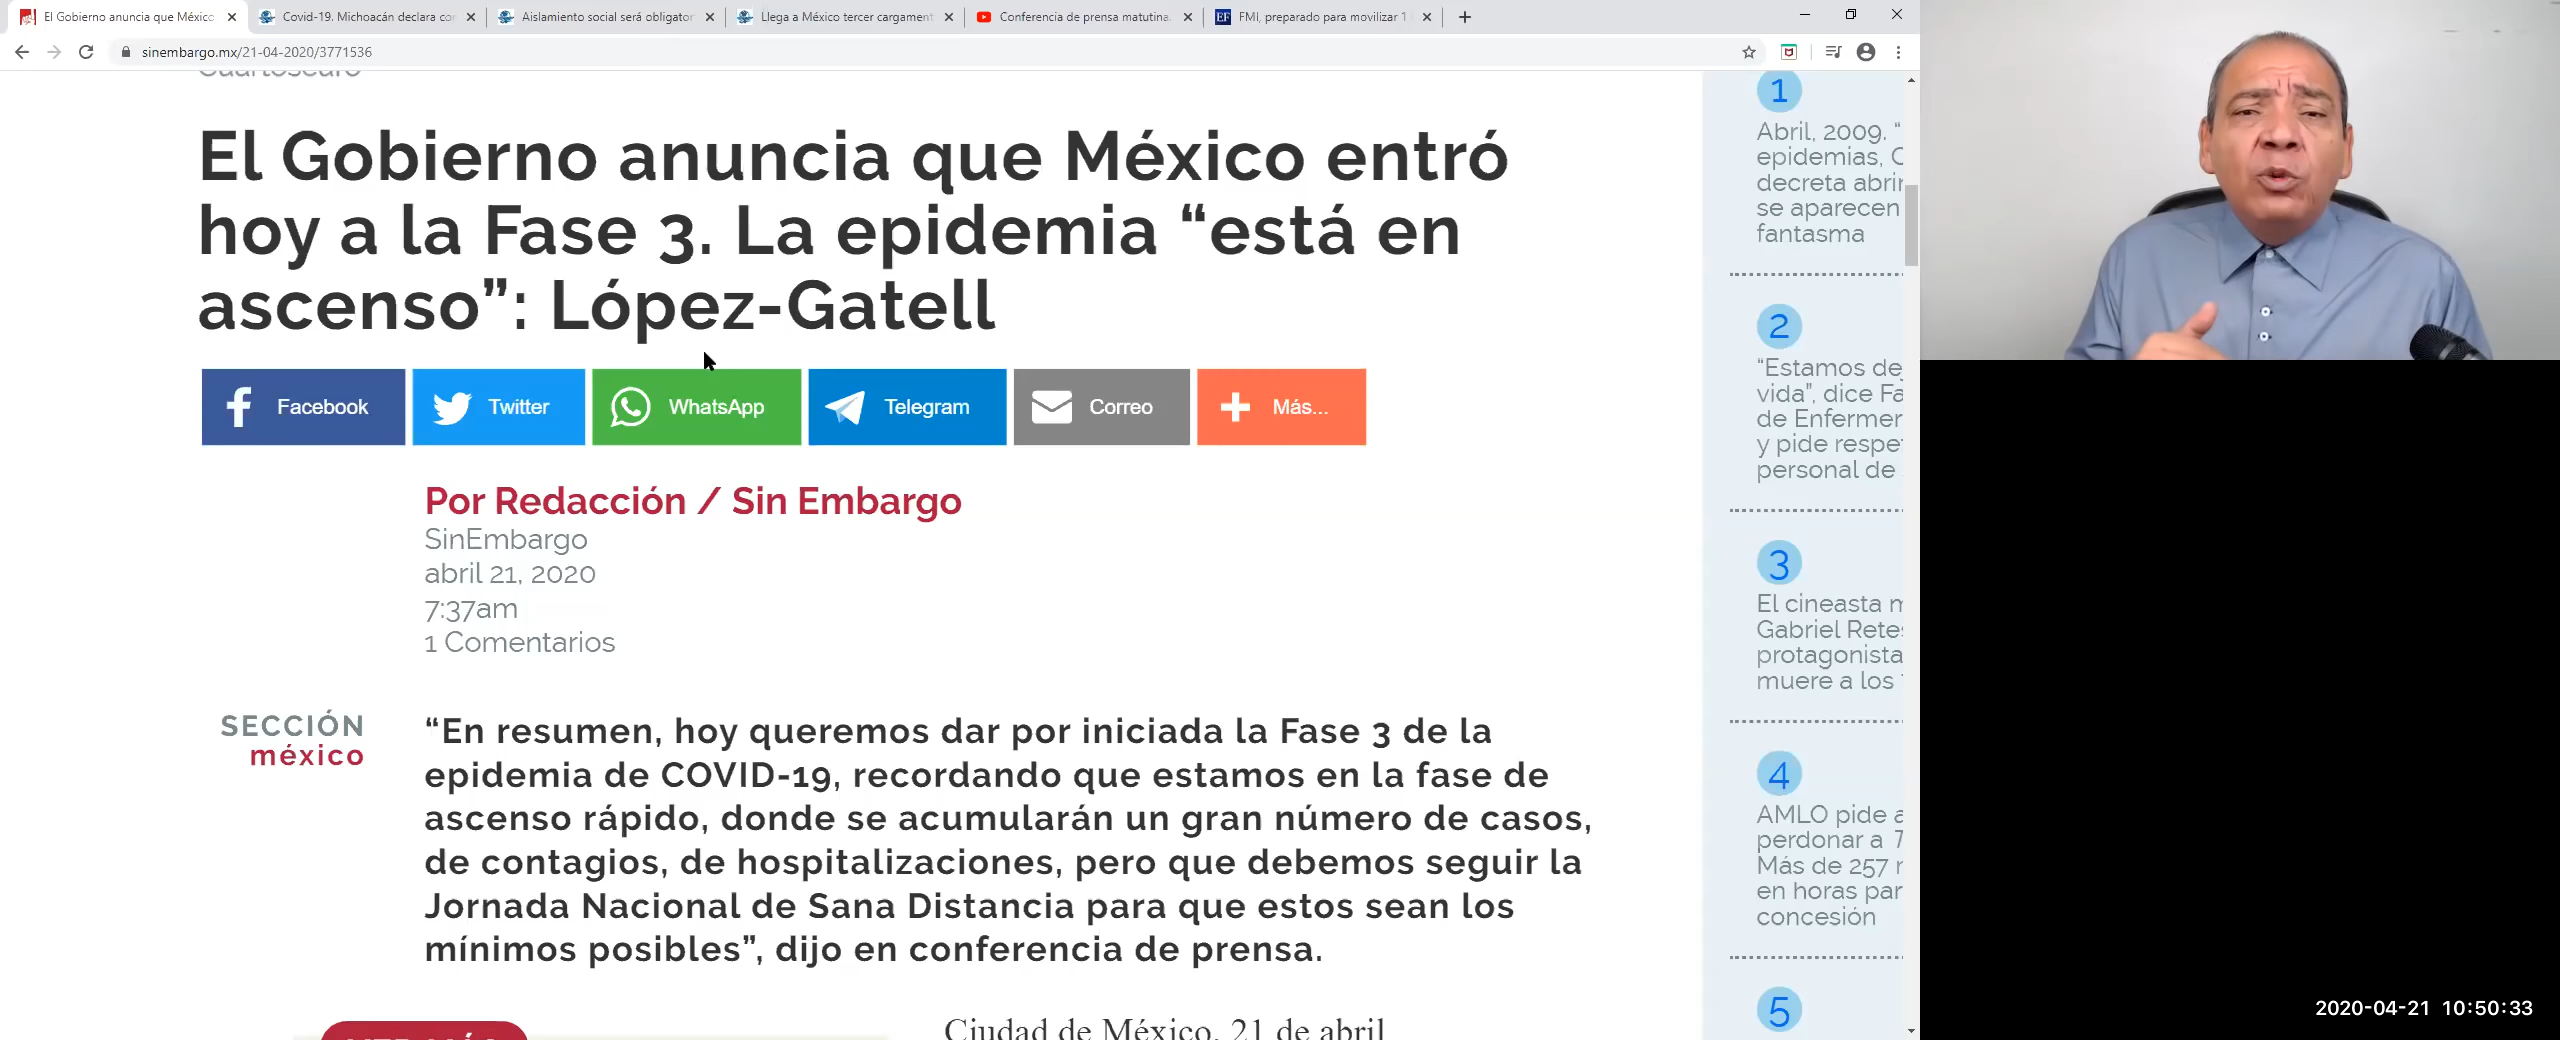 El Gobierno anuncia que México
Covid-19. Michoacán declara co
Aislamiento social será obligator
Llega a México tercer cargament
Conferencia de prensa matutina.
EF
FMI, preparado para movilizar 1
sinembargo.mx/21-04-2020/3771536
Cuartoscuro
El Gobierno anuncia que México entró
hoy a la Fase 3. La epidemia “está en
ascenso”: López-Gatell
Facebook
Twitter
WhatsApp
Telegram
Correo
Más...
Por Redacción / Sin Embargo
SinEmbargo
abril 21, 2020
7:37am
1 Comentarios
SECCIÓN
méxico
“En resumen, hoy queremos dar por iniciada la Fase 3 de la
epidemia de COVID-19, recordando que estamos en la fase de
ascenso rápido, donde se acumularán un gran número de casos,
de contagios, de hospitalizaciones, pero que debemos seguir la
Jornada Nacional de Sana Distancia para que estos sean los
mínimos posibles”, dijo en conferencia de prensa.
Ciudad de México, 21 de abril
1
Abril, 2009. “
epidemias, C
decreta abrir
se aparecen
fantasma
2
“Estamos de
vida”, dice Fa
de Enfermer
y pide respe
personal de
3
El cineasta m
Gabriel Rete
protagonista
muere a los
4
AMLO pide a
perdonar a 7
Más de 257 r
en horas par
concesión
5
2020-04-21 10:50:33